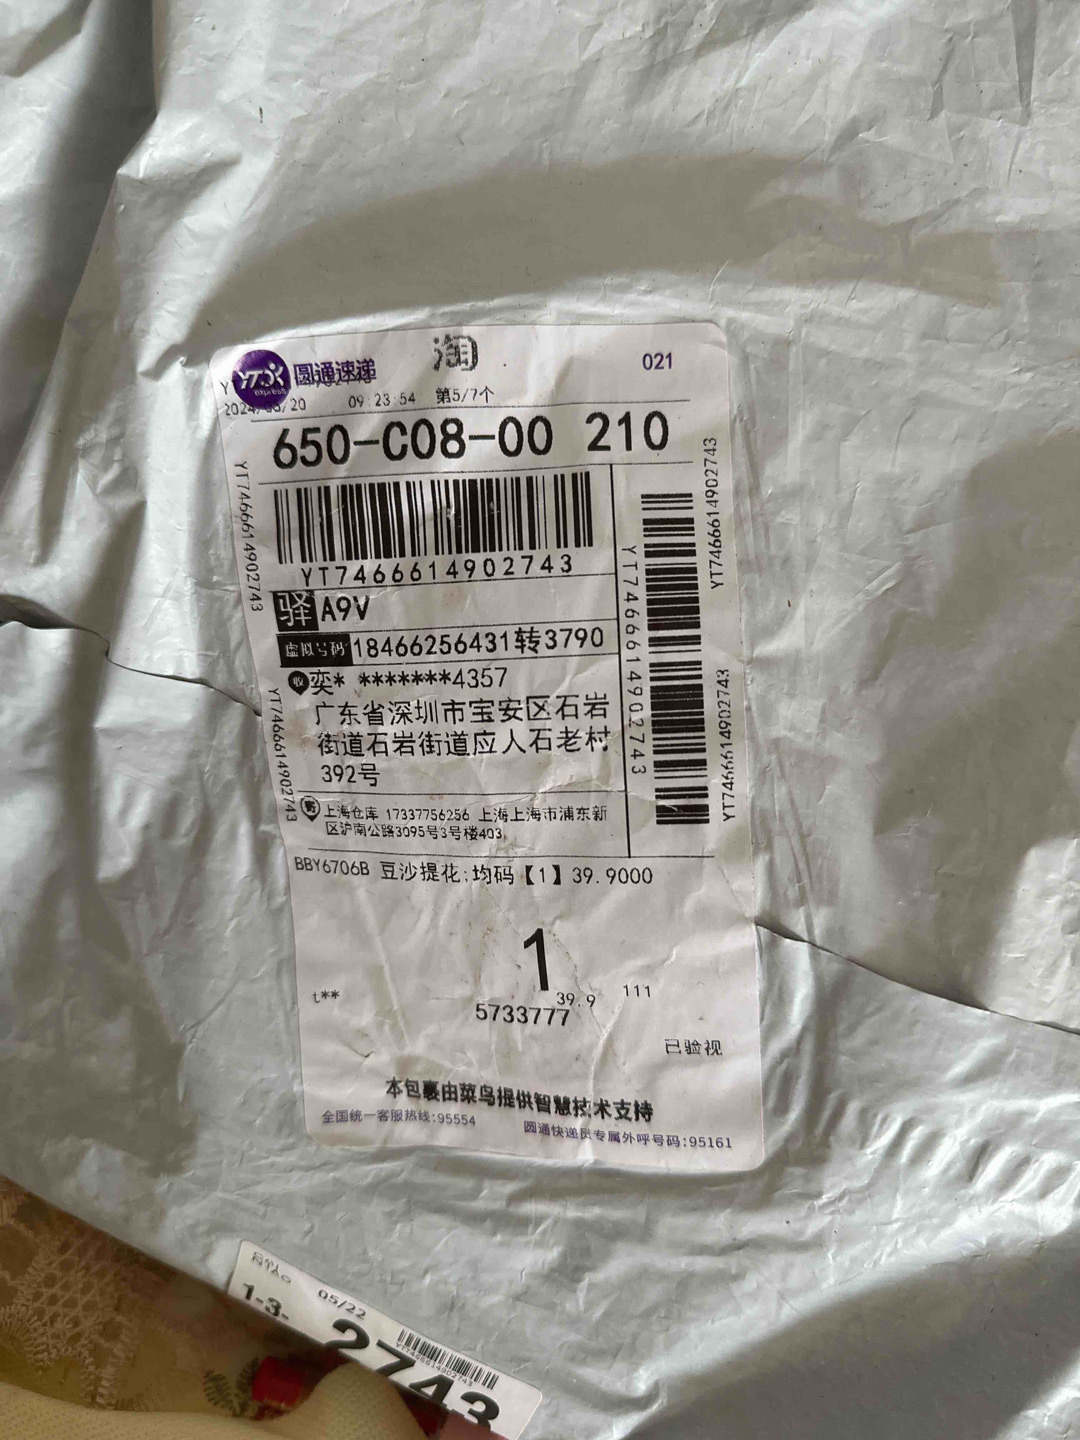 YTO express 圆通速递
淘
021
2024/05/20 09:23:54 第5/7个
650-C08-00 210
YT7466614902743
YT7466614902743
YT7466614902743
YT7466614902743
驿 A9V
虚拟号码 18466256431转3790
收 奕* *******4357
广东省深圳市宝安区石岩
街道石岩街道应人石老村
392号
YT7466614902743
YT7466614902743
寄 上海仓库 17337756256 上海上海市浦东新
区沪南公路3095号3号楼403
BBY6706B 豆沙提花;均码【1】39.9000
1
t** 39.9 111
5733777
已验视
本包裹由菜鸟提供智慧技术支持
全国统一客服热线:95554 圆通快递员专属外呼号码:95161
05/22
1-3-
2743
YT7466614902743